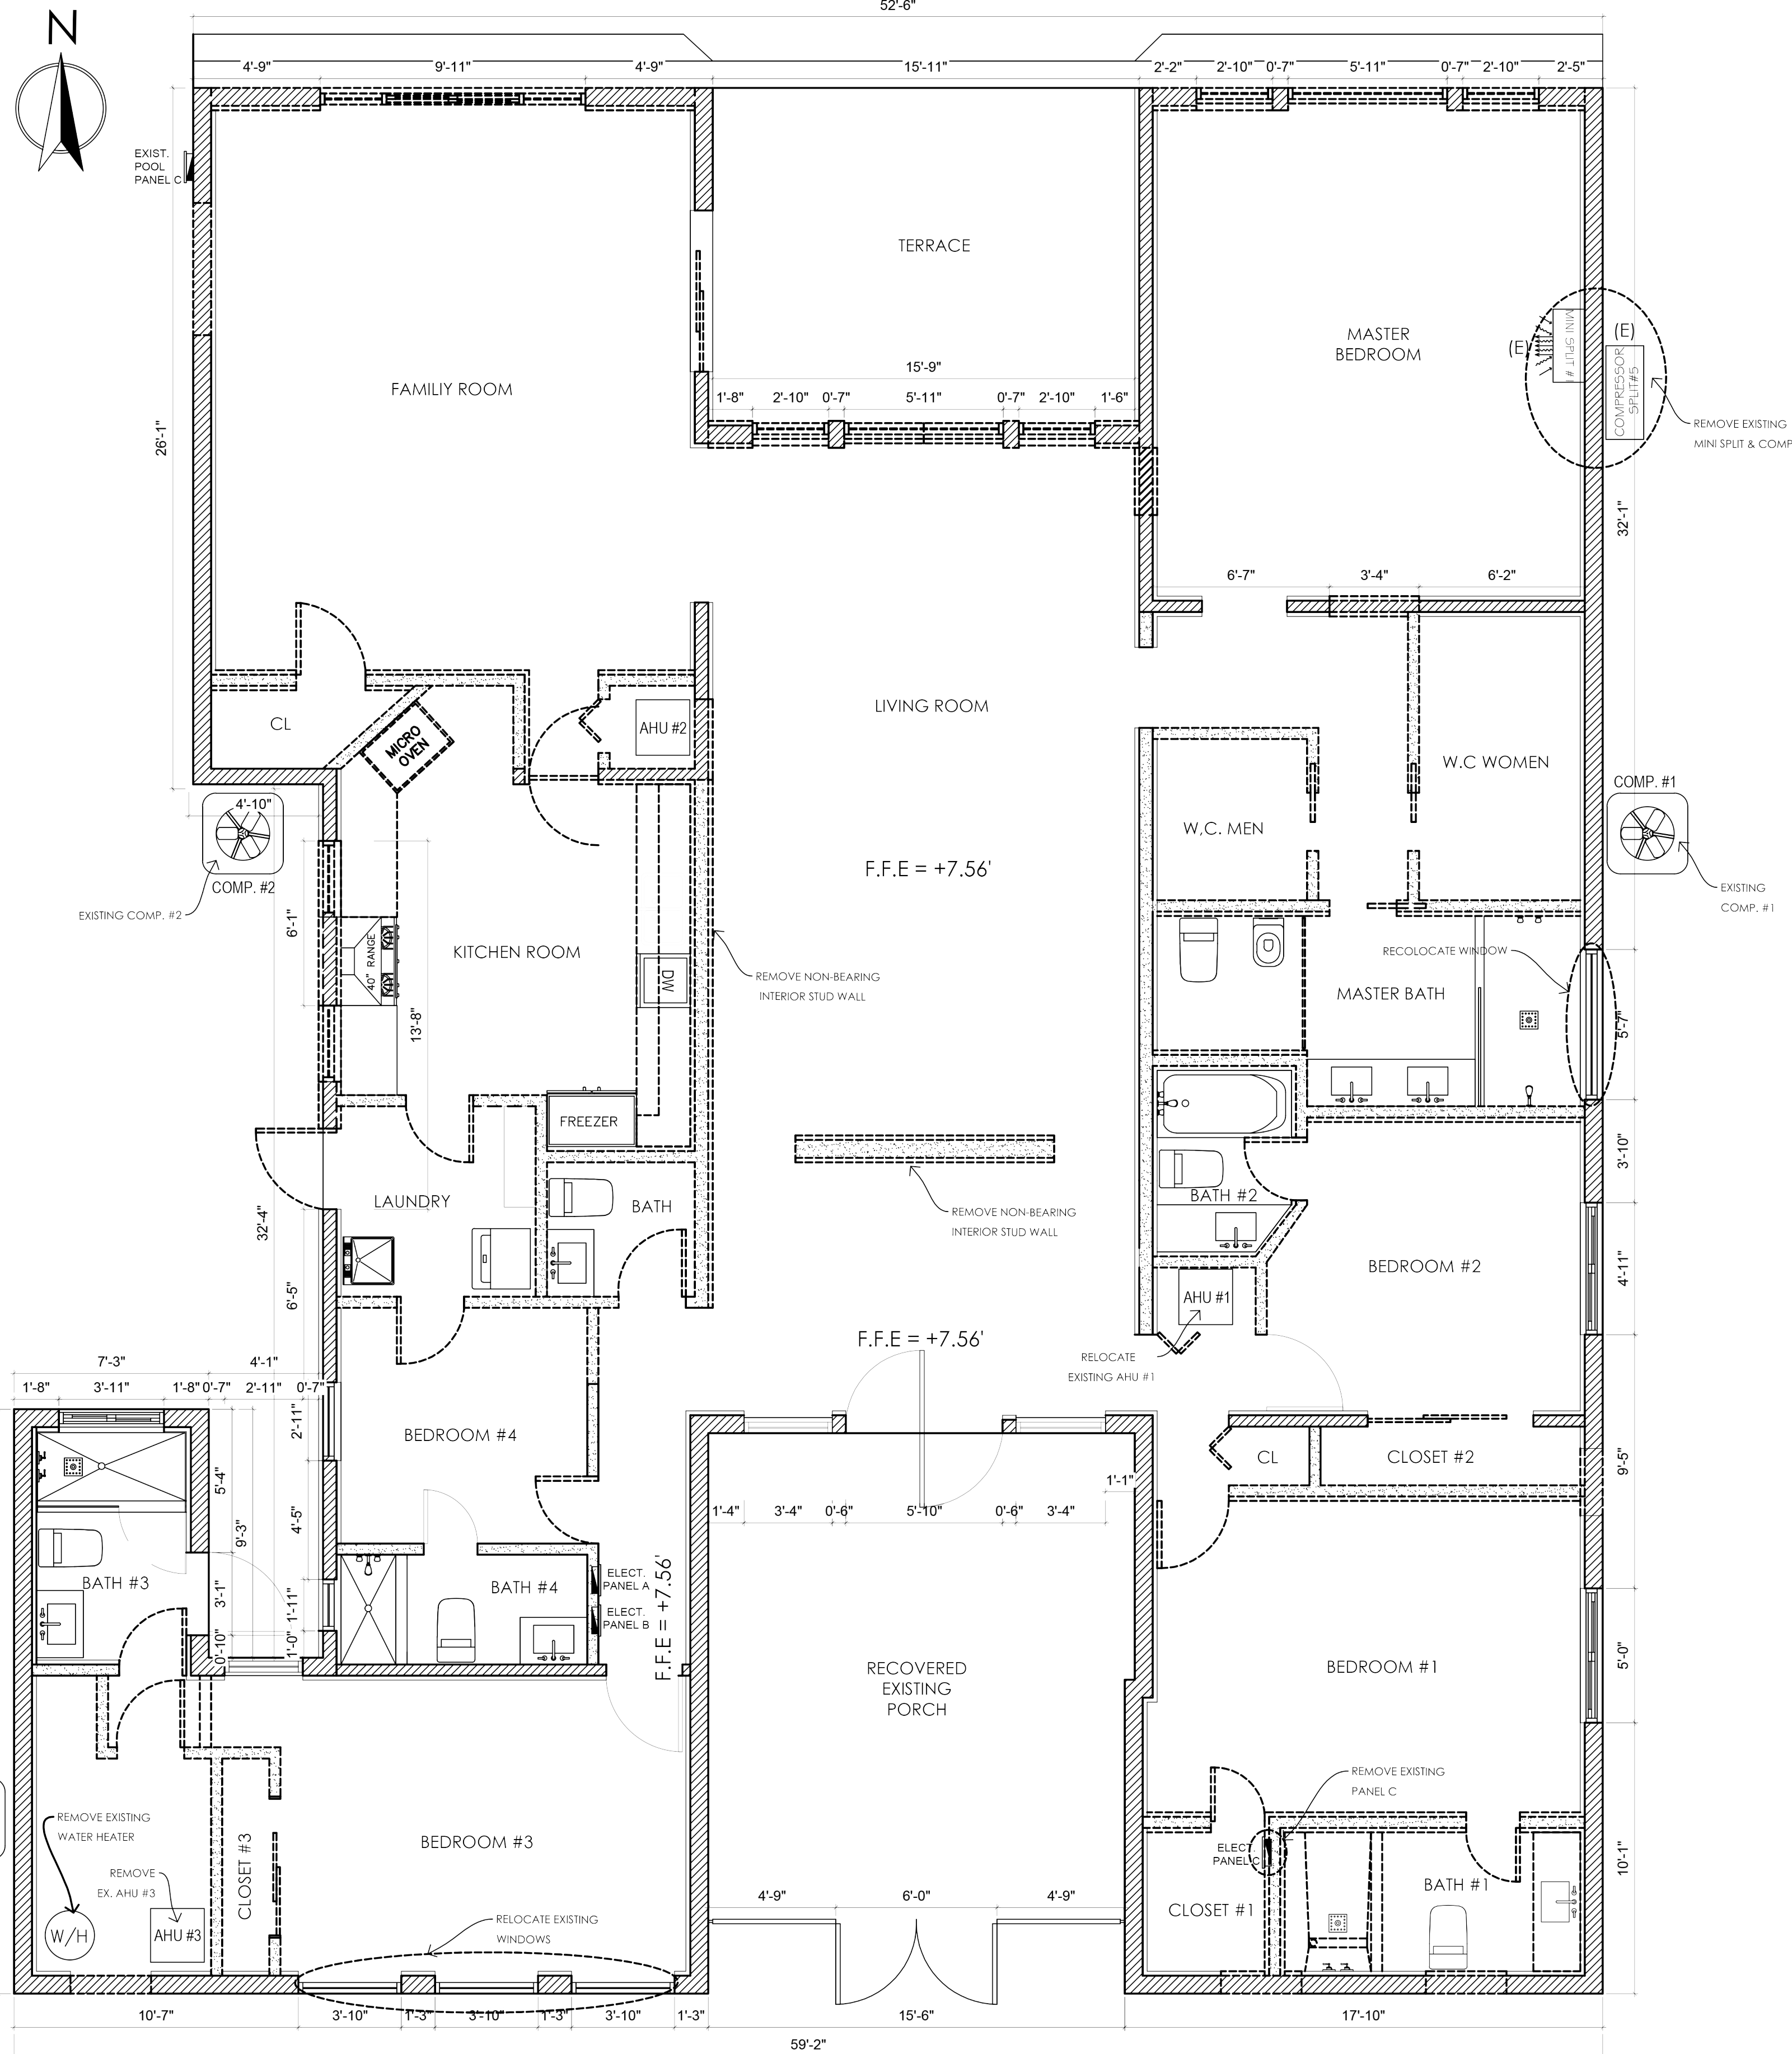 52'-6"
N
4'-9"
9'-11"
4'-9"
15'-11"
2'-2"
2'-10"
0'-7"
5'-11"
0'-7"
2'-10"
2'-5"
EXIST.
POOL
PANEL C
TERRACE
MASTER
BEDROOM
(E)
MINI SPLIT #
(E)
COMPRESSOR
SPLIT#5
FAMILIY ROOM
15'-9"
1'-8"
2'-10"
0'-7"
5'-11"
0'-7"
2'-10"
1'-6"
REMOVE EXISTING
MINI SPLIT & COMP
26'-1"
32'-1"
6'-7"
3'-4"
6'-2"
CL
MICRO
OVEN
AHU #2
LIVING ROOM
W.C WOMEN
W,C. MEN
COMP. #1
4'-10"
COMP. #2
EXISTING COMP. #2
F.F.E = +7.56'
EXISTING
COMP. #1
6'-1"
40" RANGE
KITCHEN ROOM
DW
REMOVE NON-BEARING
INTERIOR STUD WALL
RECOLOCATE WINDOW
MASTER BATH
13'-8"
5'-7"
FREEZER
3'-10"
LAUNDRY
BATH
BATH #2
REMOVE NON-BEARING
INTERIOR STUD WALL
32'-4"
BEDROOM #2
4'-11"
6'-5"
AHU #1
F.F.E = +7.56'
RELOCATE
EXISTING AHU #1
7'-3"
4'-1"
1'-8"
3'-11"
1'-8"
0'-7"
2'-11"
0'-7"
2'-11"
BEDROOM #4
CL
CLOSET #2
9'-5"
5'-4"
9'-3"
4'-5"
1'-1"
1'-4"
3'-4"
0'-6"
5'-10"
0'-6"
3'-4"
BATH #3
3'-1"
1'-11"
BATH #4
ELECT.
PANEL A
ELECT.
PANEL B
F.F.E = +7.56'
0'-10"
1'-0"
RECOVERED
EXISTING
PORCH
BEDROOM #1
5'-0"
REMOVE EXISTING
PANEL C
REMOVE EXISTING
WATER HEATER
CLOSET #3
BEDROOM #3
ELECT.
PANEL C
10'-1"
REMOVE
EX. AHU #3
BATH #1
4'-9"
6'-0"
4'-9"
CLOSET #1
W/H
AHU #3
RELOCATE EXISTING
WINDOWS
10'-7"
3'-10"
1'-3"
3'-10"
1'-3"
3'-10"
1'-3"
15'-6"
17'-10"
59'-2"